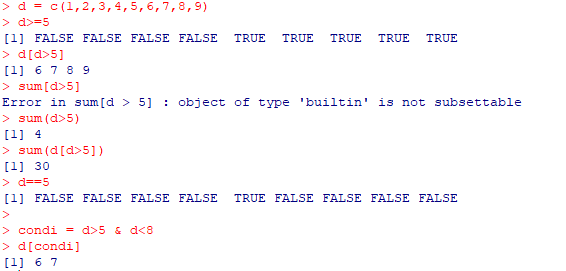 > d = c(1,2,3,4,5,6,7,8,9)
> d>=5
[1] FALSE FALSE FALSE FALSE  TRUE  TRUE  TRUE  TRUE  TRUE
> d[d>5]
[1] 6 7 8 9
> sum[d>5]
Error in sum[d > 5] : object of type 'builtin' is not subsettable
> sum(d>5)
[1] 4
> sum(d[d>5])
[1] 30
> d==5
[1] FALSE FALSE FALSE FALSE  TRUE FALSE FALSE FALSE FALSE
>
> condi = d>5 & d<8
> d[condi]
[1] 6 7